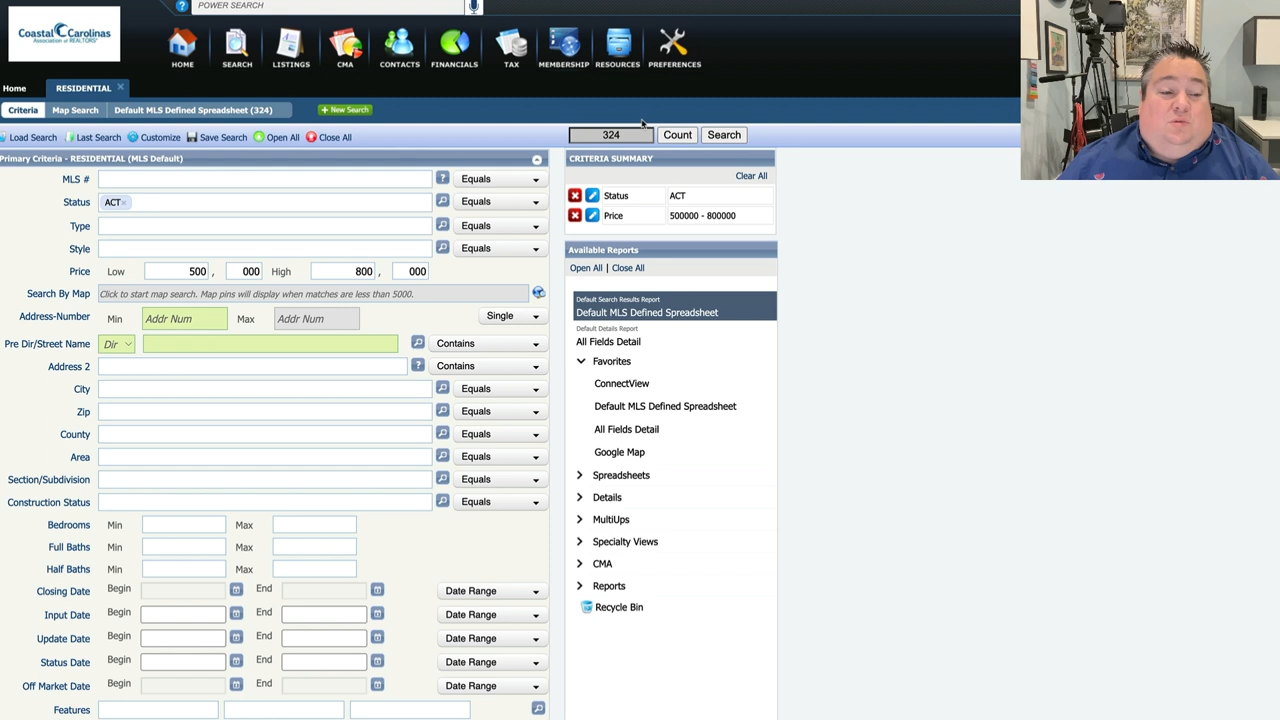 POWER SEARCH
Coastal Carolinas
Association of REALTORS®
HOME SEARCH LISTINGS CMA CONTACTS FINANCIALS TAX MEMBERSHIP RESOURCES PREFERENCES
Home RESIDENTIAL
Criteria Map Search Default MLS Defined Spreadsheet (324) + New Search
Load Search Last Search Customize Save Search Open All Close All 324 Count Search
Primary Criteria - RESIDENTIAL (MLS Default)
MLS # ? Equals
Status ACT Equals
Type Equals
Style Equals
Price Low 500 , 000 High 800 , 000
Search By Map Click to start map search. Map pins will display when matches are less than 5000.
Address-Number Min Addr Num Max Addr Num Single
Pre Dir/Street Name Dir Contains
Address 2 ? Contains
City Equals
Zip Equals
County Equals
Area Equals
Section/Subdivision Equals
Construction Status Equals
Bedrooms Min Max
Full Baths Min Max
Half Baths Min Max
Closing Date Begin End Date Range
Input Date Begin End Date Range
Update Date Begin End Date Range
Status Date Begin End Date Range
Off Market Date Begin End Date Range
Features
CRITERIA SUMMARY
Clear All
Status ACT
Price 500000 - 800000
Available Reports
Open All | Close All
Default Search Results Report
Default MLS Defined Spreadsheet
Default Details Report
All Fields Detail
Favorites
ConnectView
Default MLS Defined Spreadsheet
All Fields Detail
Google Map
Spreadsheets
Details
MultiUps
Specialty Views
CMA
Reports
Recycle Bin